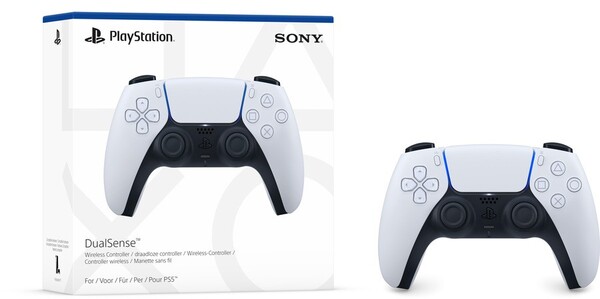 PlayStation.
SONY
DualSense™
Wireless Controller / draadloze controller / Wireless-Controller /
Controller wireless / Manette sans fil
For / Voor / Für / Per / Pour PS5™